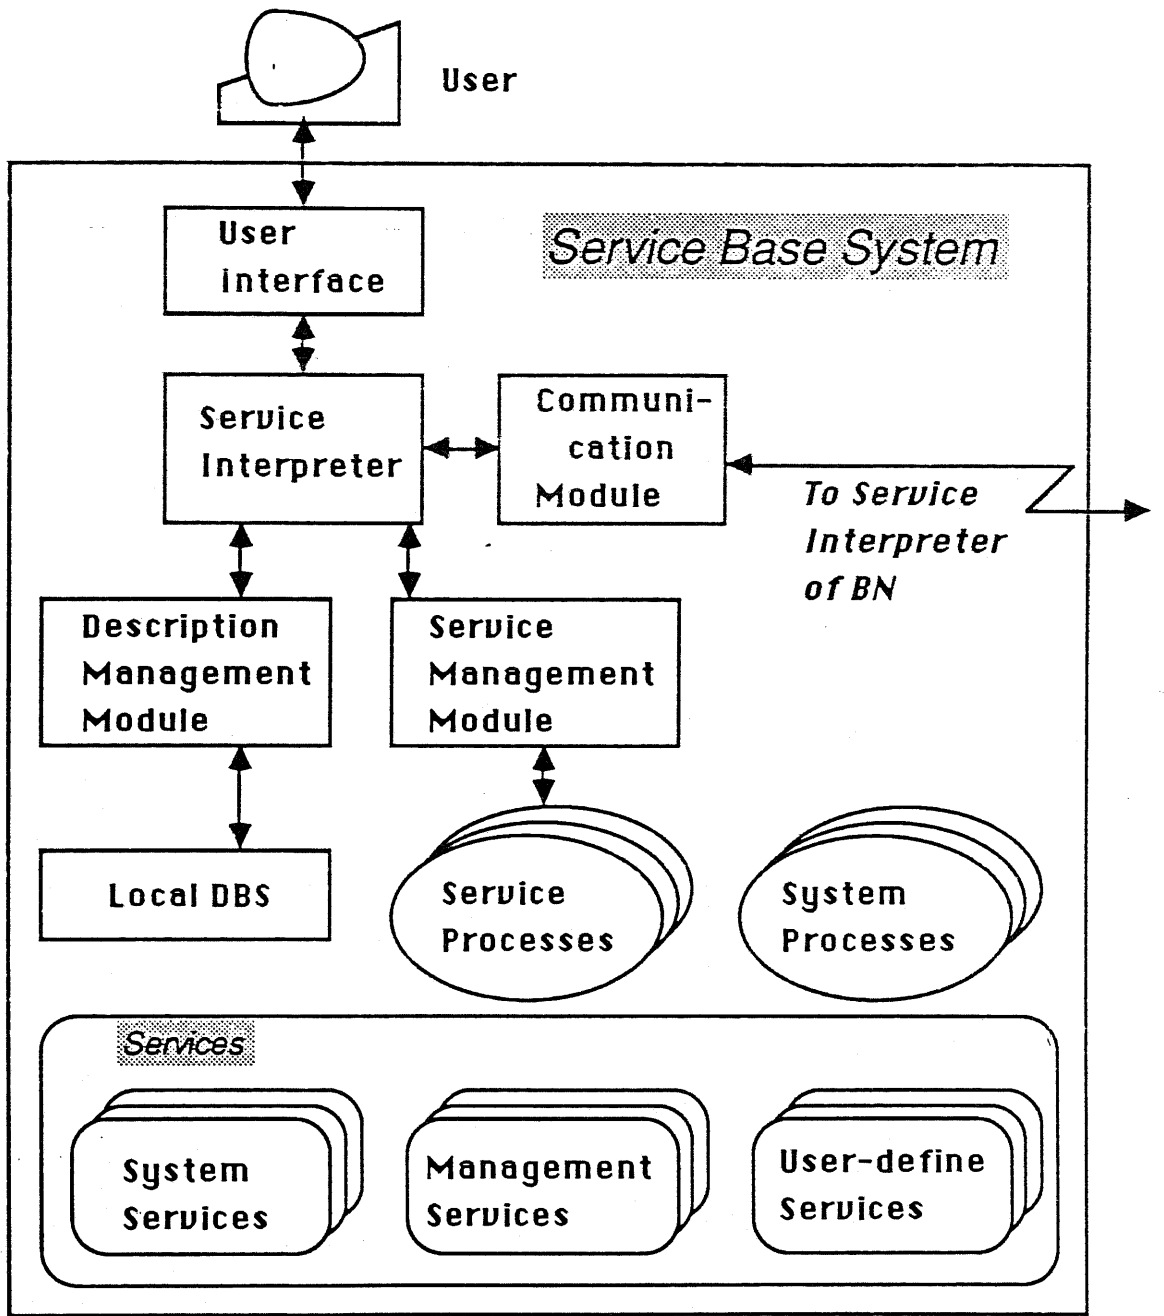 User
User
Interface
Service Base System
Service
Interpreter
Communi-
cation
Module
To Service
Interpreter
of BN
Description
Management
Module
Service
Management
Module
Local DBS
Service
Processes
System
Processes
Services
System
Services
Management
Services
User-define
Services